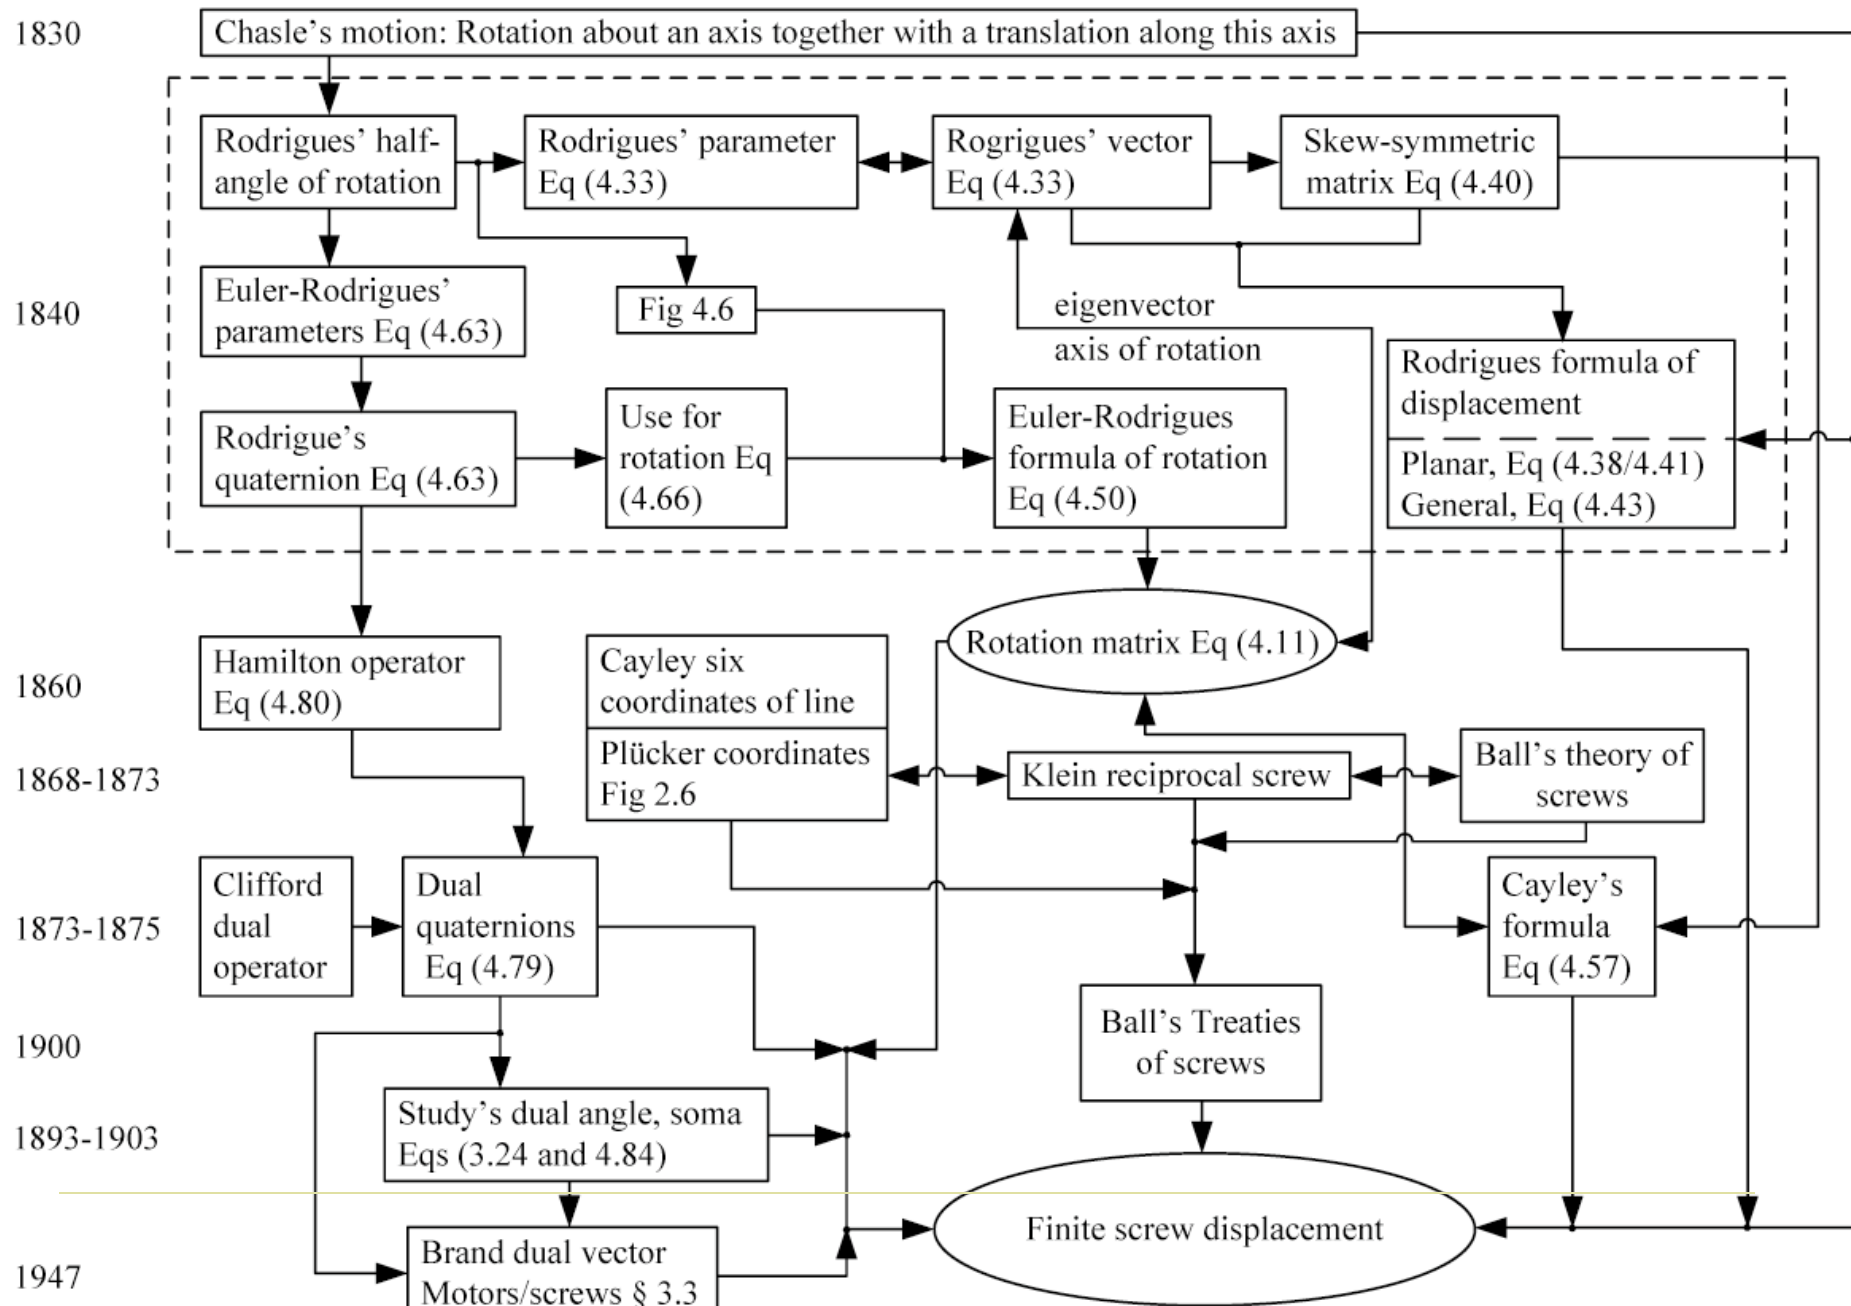 1830
Chasle’s motion: Rotation about an axis together with a translation along this axis
Rodrigues’ half-
angle of rotation
Rodrigues’ parameter
Eq (4.33)
Rogrigues’ vector
Eq (4.33)
Skew-symmetric
matrix Eq (4.40)
1840
Euler-Rodrigues’
parameters Eq (4.63)
Fig 4.6
eigenvector
axis of rotation
Rodrigues formula of
displacement
Planar, Eq (4.38/4.41)
General, Eq (4.43)
Rodrigue’s
quaternion Eq (4.63)
Use for
rotation Eq
(4.66)
Euler-Rodrigues
formula of rotation
Eq (4.50)
Rotation matrix Eq (4.11)
1860
Hamilton operator
Eq (4.80)
Cayley six
coordinates of line
1868-1873
Plücker coordinates
Fig 2.6
Klein reciprocal screw
Ball’s theory of
screws
1873-1875
Clifford
dual
operator
Dual
quaternions
Eq (4.79)
Cayley’s
formula
Eq (4.57)
1900
Ball’s Treaties
of screws
1893-1903
Study’s dual angle, soma
Eqs (3.24 and 4.84)
Finite screw displacement
1947
Brand dual vector
Motors/screws § 3.3